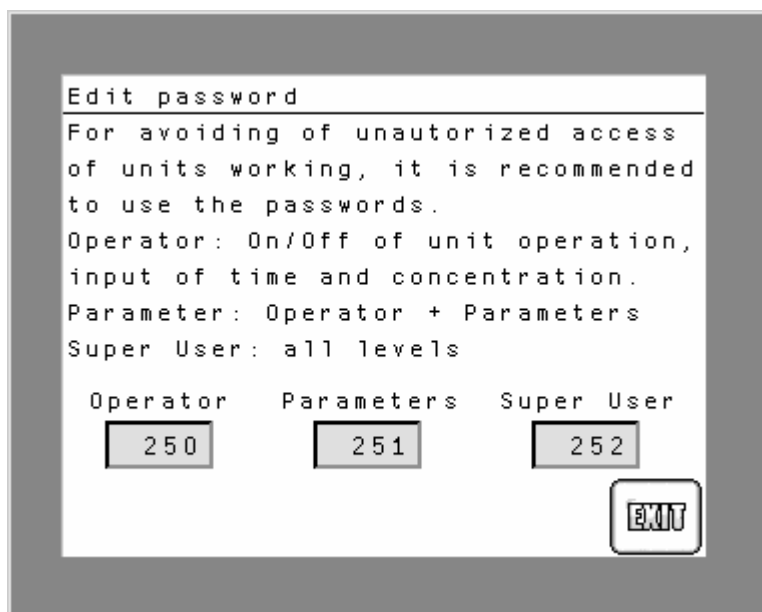 Edit password
For avoiding of unautorized access
of units working, it is recommended
to use the passwords.
Operator: On/Off of unit operation,
input of time and concentration.
Parameter: Operator + Parameters
Super User: all levels
Operator Parameters Super User
250 251 252
EXIT